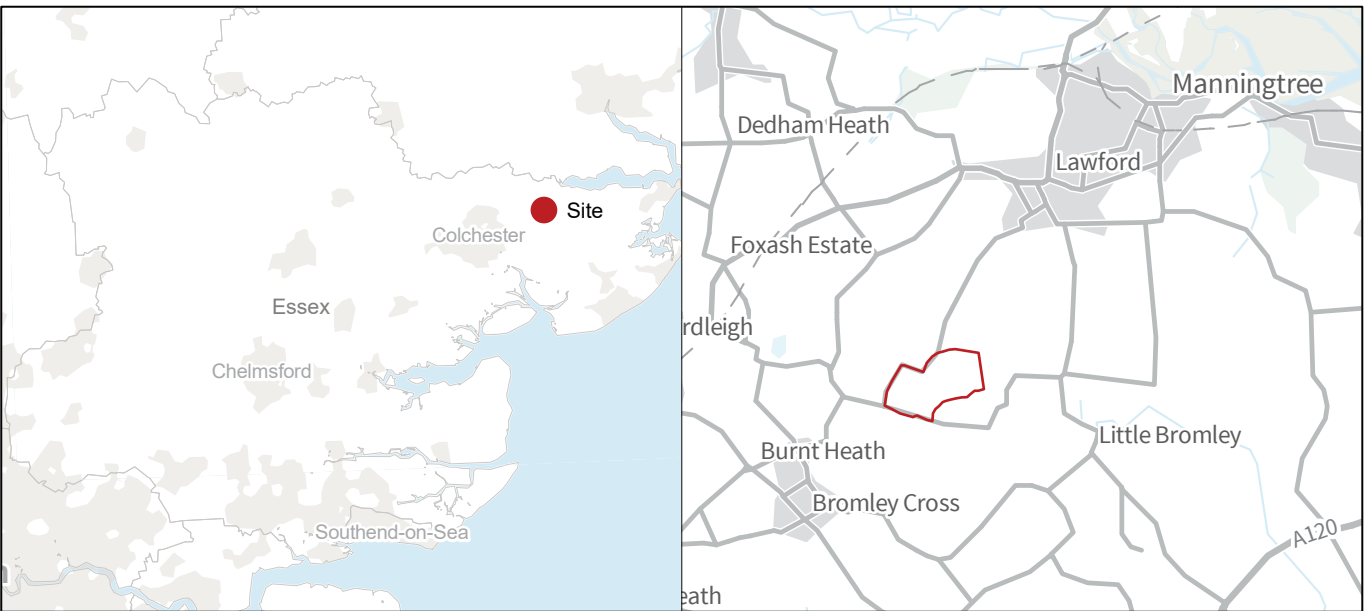 Site
Colchester
Essex
Chelmsford
Southend-on-Sea
Manningtree
Dedham Heath
Lawford
Foxash Estate
rdleigh
Little Bromley
Burnt Heath
Bromley Cross
A120
eath